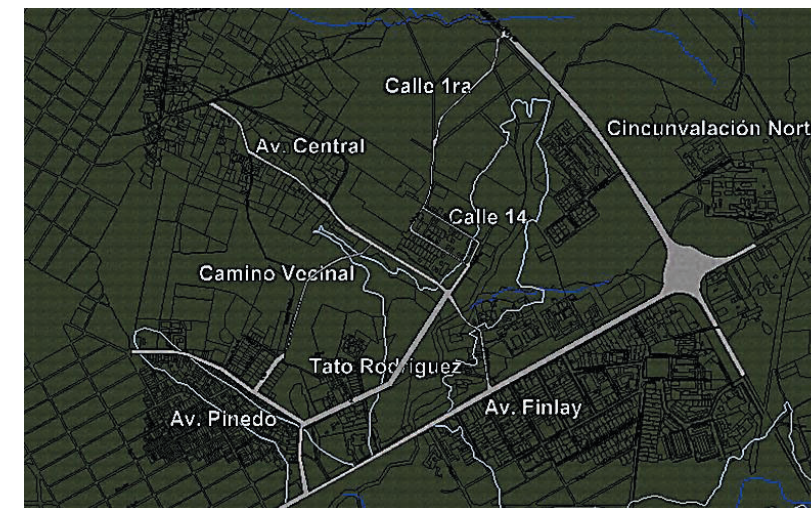 Calle 1ra
Cincunvalación Nort
Av. Central
Calle 14
Camino Vecinal
Tato Rodriguez
Av. Finlay
Av. Pinedo